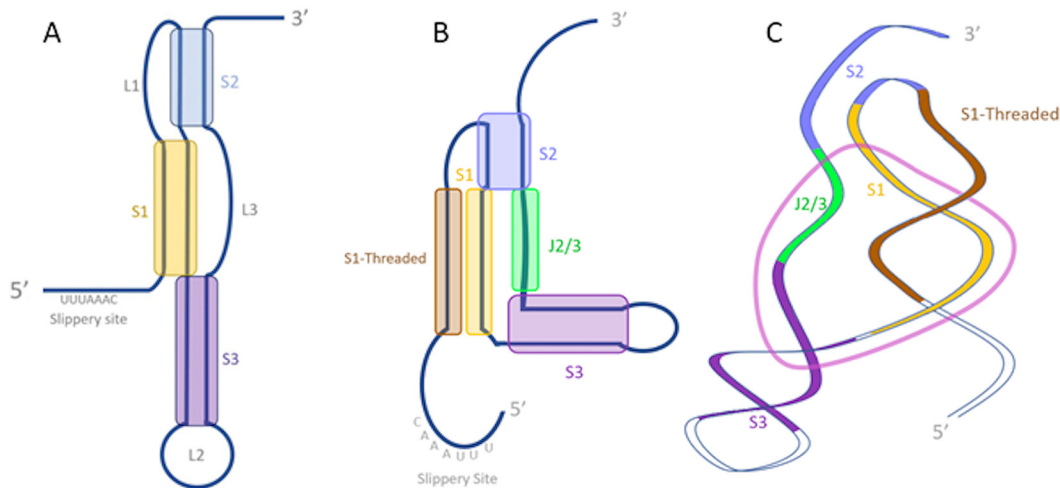 A
3′
L1
S2
S1
L3
5′
UUUAAAC
Slippery site
S3
L2
B
3′
S2
S1
J2/3
S1-Threaded
S3
5′
C A A A U U U
Slippery Site
C
3′
S2
S1-Threaded
S1
J2/3
S3
5′